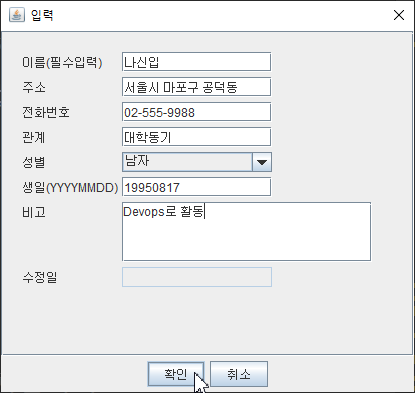 입력
이름(필수입력) 나신입
주소 서울시 마포구 공덕동
전화번호 02-555-9988
관계 대학동기
성별 남자
생일(YYYYMMDD) 19950817
비고 Devops로 활동
수정일
확인 취소